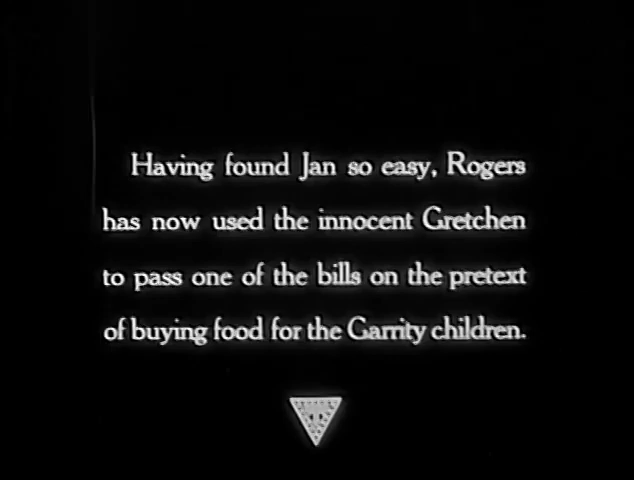 Having found Jan so easy, Rogers
has now used the innocent Gretchen
to pass one of the bills on the pretext
of buying food for the Garrity children.